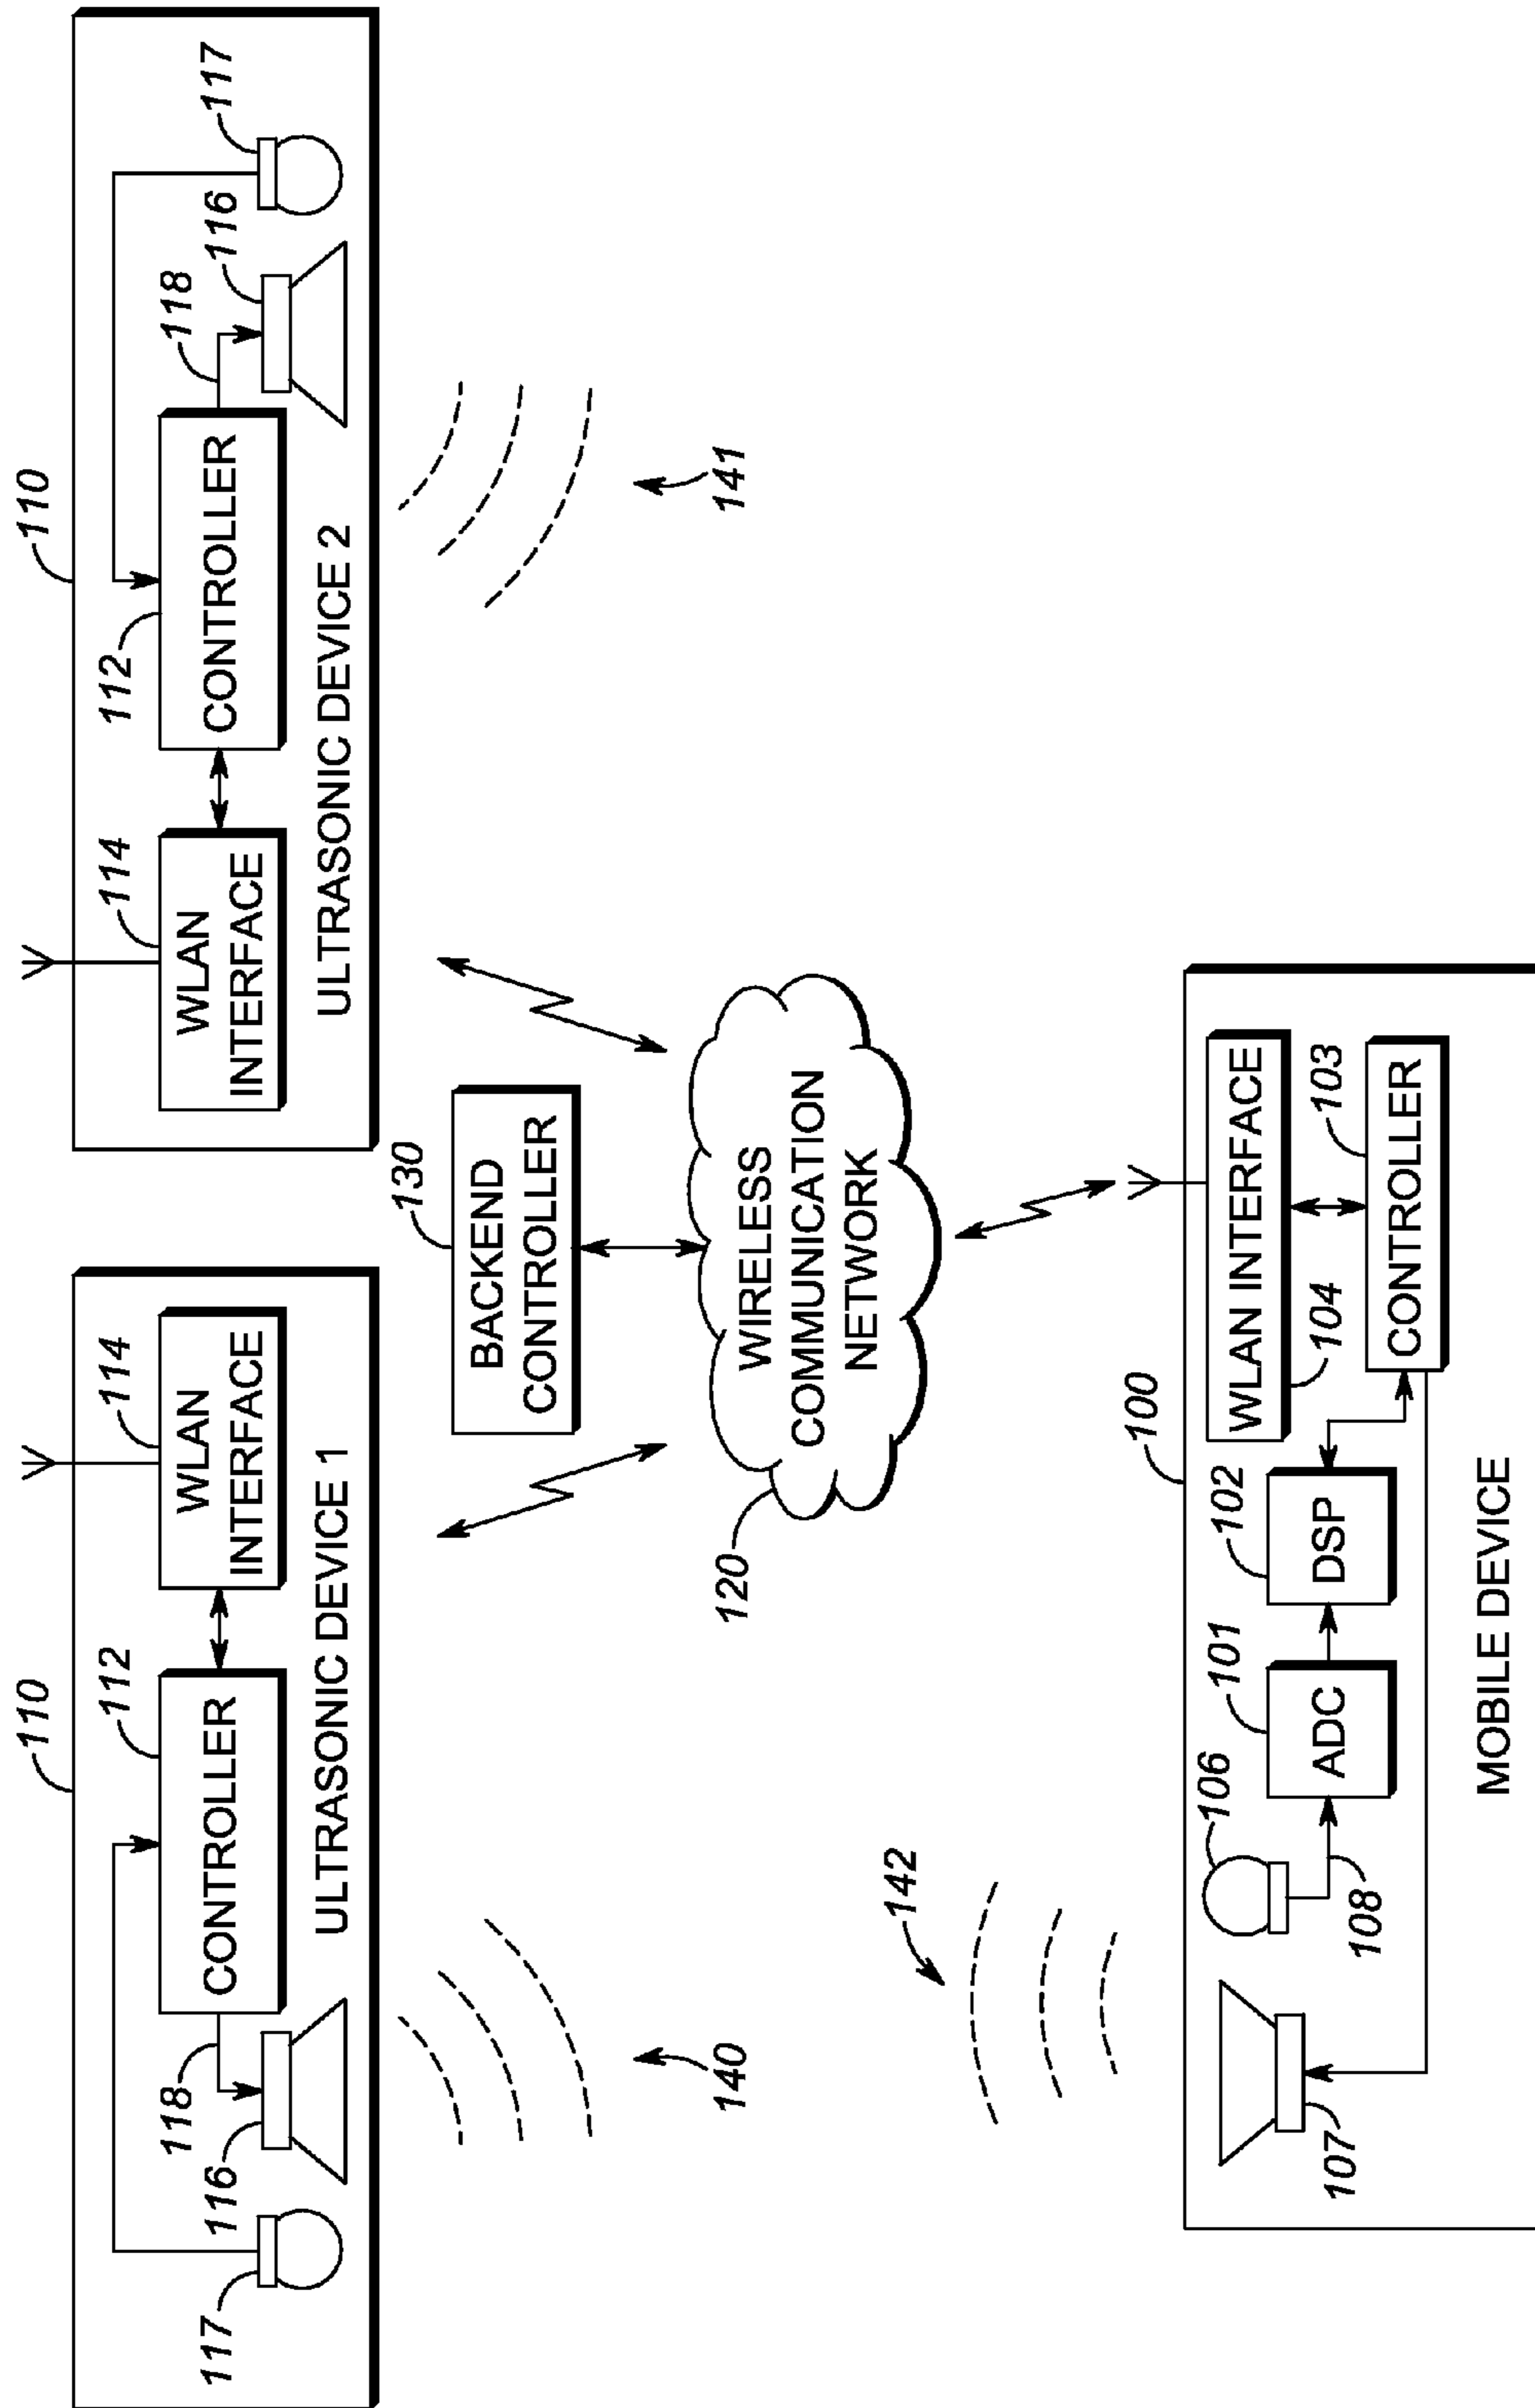 110
112
114
CONTROLLER
WLAN
INTERFACE
118
116
117
ULTRASONIC DEVICE 1
110
114
112
WLAN
INTERFACE
CONTROLLER
118
116
117
ULTRASONIC DEVICE 2
130
BACKEND
CONTROLLER
140
120
WIRELESS
COMMUNICATION
NETWORK
141
142
100
106
101
102
107
108
ADC
DSP
WLAN INTERFACE
104
103
CONTROLLER
MOBILE DEVICE